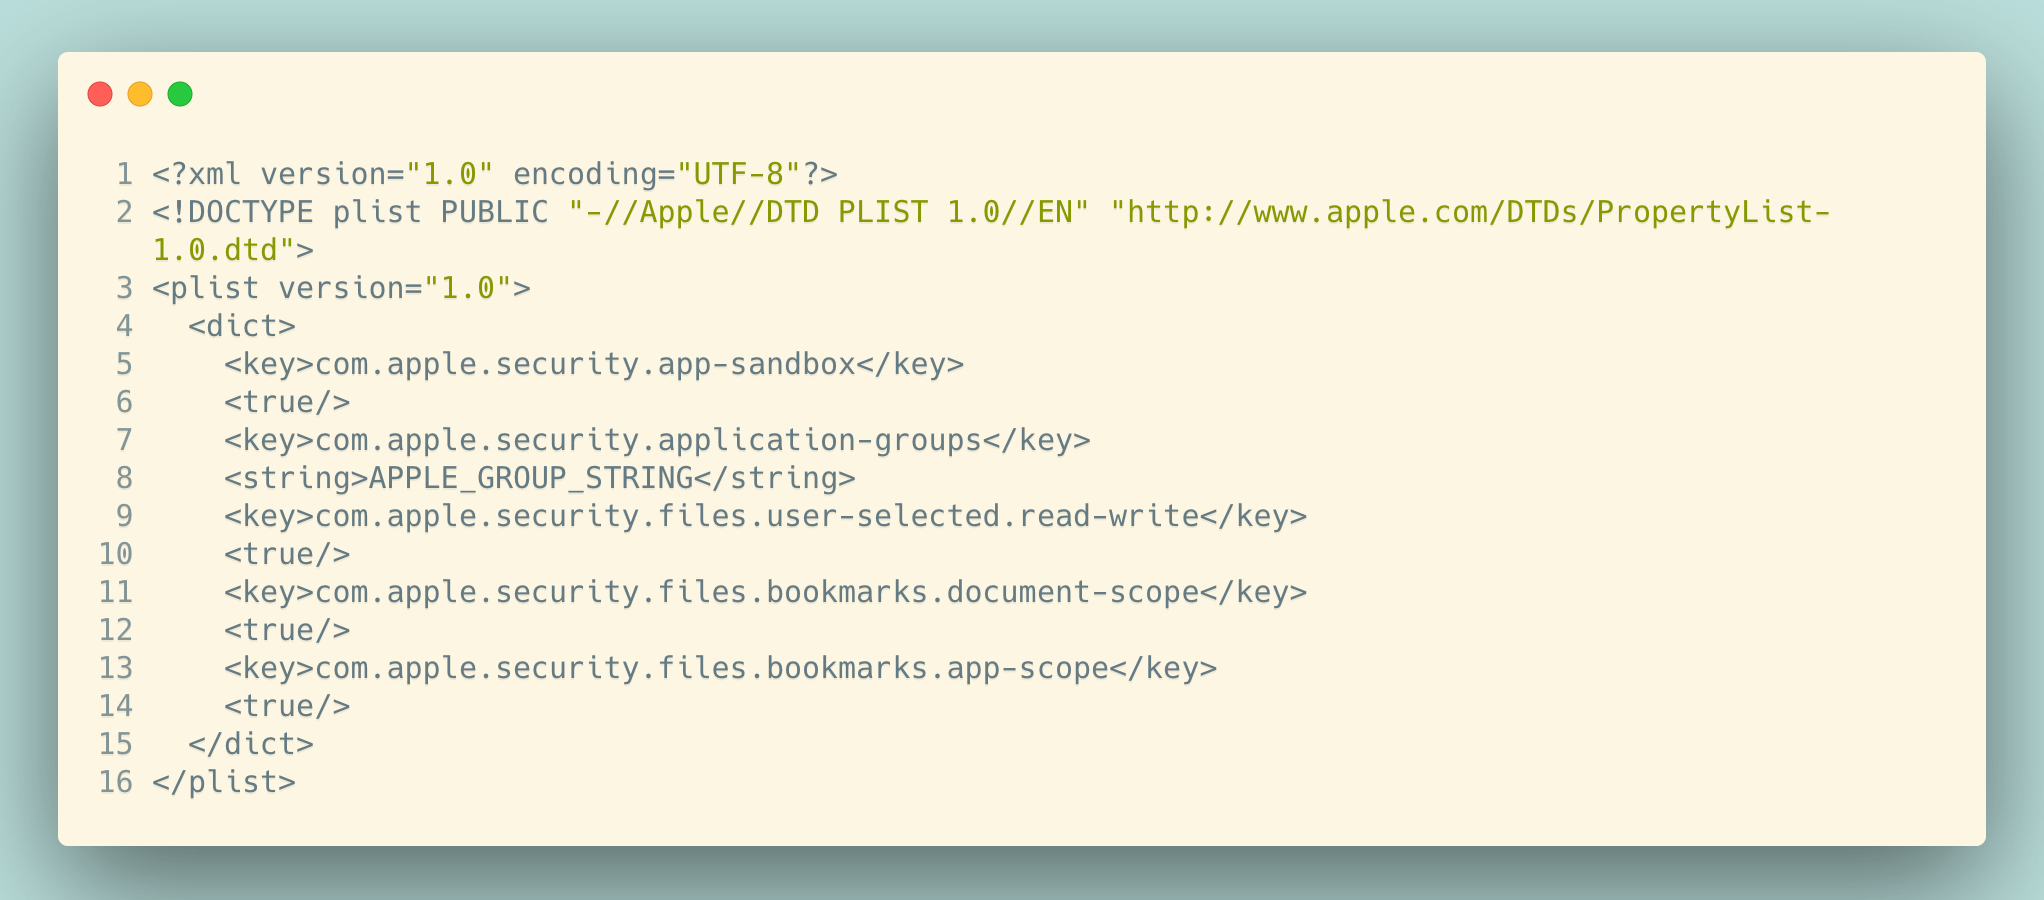 1 <?xml version="1.0" encoding="UTF-8"?>
2 <!DOCTYPE plist PUBLIC "-//Apple//DTD PLIST 1.0//EN" "http://www.apple.com/DTDs/PropertyList-
1.0.dtd">
3 <plist version="1.0">
4   <dict>
5     <key>com.apple.security.app-sandbox</key>
6     <true/>
7     <key>com.apple.security.application-groups</key>
8     <string>APPLE_GROUP_STRING</string>
9     <key>com.apple.security.files.user-selected.read-write</key>
10     <true/>
11     <key>com.apple.security.files.bookmarks.document-scope</key>
12     <true/>
13     <key>com.apple.security.files.bookmarks.app-scope</key>
14     <true/>
15   </dict>
16 </plist>